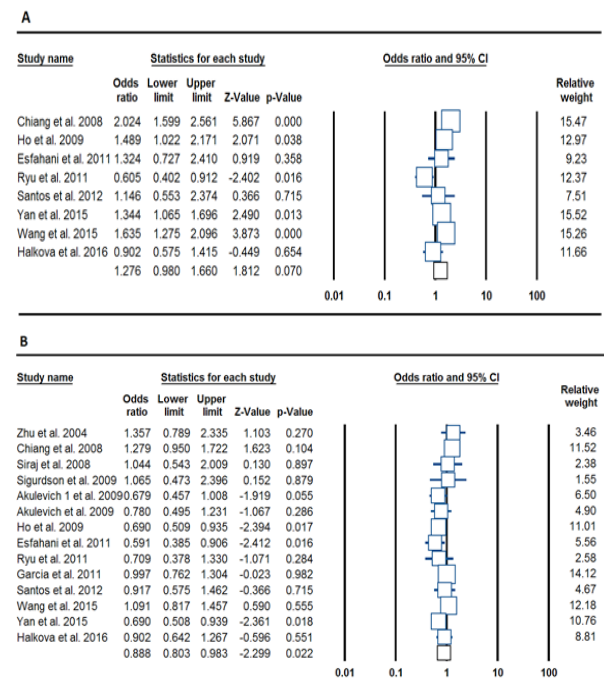 A
Study name Statistics for each study Odds ratio and 95% CI
Odds Lower Upper Relative
ratio limit limit Z-Value p-Value weight
Chiang et al. 2008 2.024 1.599 2.561 5.867 0.000 15.47
Ho et al. 2009 1.489 1.022 2.171 2.071 0.038 12.97
Esfahani et al. 2011 1.324 0.727 2.410 0.919 0.358 9.23
Ryu et al. 2011 0.605 0.402 0.912 -2.402 0.016 12.37
Santos et al. 2012 1.146 0.553 2.374 0.366 0.715 7.51
Yan et al. 2015 1.344 1.065 1.696 2.490 0.013 15.52
Wang et al. 2015 1.635 1.275 2.096 3.873 0.000 15.26
Halkova et al. 2016 0.902 0.575 1.415 -0.449 0.654 11.66
1.276 0.980 1.660 1.812 0.070
0.01 0.1 1 10 100
B
Study name Statistics for each study Odds ratio and 95% CI
Odds Lower Upper Relative
ratio limit limit Z-Value p-Value weight
Zhu et al. 2004 1.357 0.789 2.335 1.103 0.270 3.46
Chiang et al. 2008 1.279 0.950 1.722 1.623 0.104 11.52
Siraj et al. 2008 1.044 0.543 2.009 0.130 0.897 2.38
Sigurdson et al. 2009 1.065 0.473 2.396 0.152 0.879 1.55
Akulevich 1 et al. 2009 0.679 0.457 1.008 -1.919 0.055 6.50
Akulevich et al. 2009 0.780 0.495 1.231 -1.067 0.286 4.90
Ho et al. 2009 0.690 0.509 0.935 -2.394 0.017 11.01
Esfahani et al. 2011 0.591 0.385 0.906 -2.412 0.016 5.56
Ryu et al. 2011 0.709 0.378 1.330 -1.071 0.284 2.58
Garcia et al. 2011 0.997 0.762 1.304 -0.023 0.982 14.12
Santos et al. 2012 0.917 0.575 1.462 -0.366 0.715 4.67
Wang et al. 2015 1.091 0.817 1.457 0.590 0.555 12.18
Yan et al. 2015 0.690 0.508 0.939 -2.361 0.018 10.76
Halkova et al. 2016 0.902 0.642 1.267 -0.596 0.551 8.81
0.888 0.803 0.983 -2.299 0.022
0.01 0.1 1 10 100